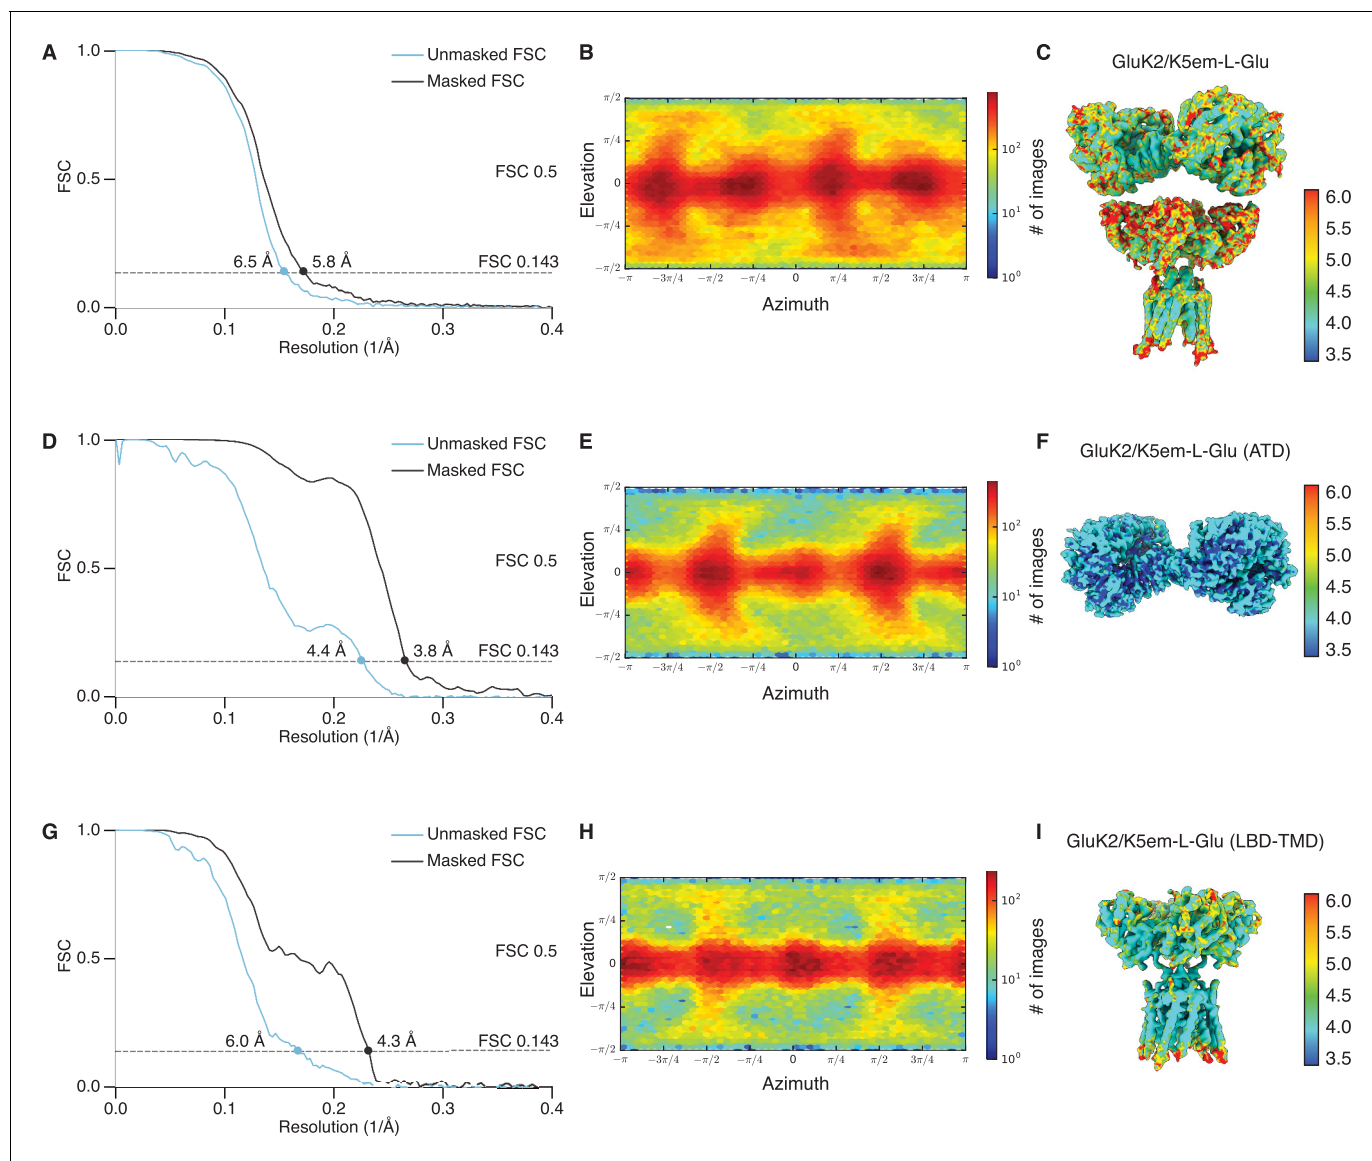 A
1.0
0.5
0.0
FSC
Unmasked FSC
Masked FSC
FSC 0.5
6.5 Å
5.8 Å
FSC 0.143
0.0 0.1 0.2 0.3 0.4
Resolution (1/Å)
B
π/2
π/4
0
−π/4
−π/2
Elevation
−π −3π/4 −π/2 −π/4 0 π/4 π/2 3π/4 π
Azimuth
10²
10¹
10⁰
# of images
C
GluK2/K5em-L-Glu
6.0
5.5
5.0
4.5
4.0
3.5
D
1.0
0.5
0.0
FSC
Unmasked FSC
Masked FSC
FSC 0.5
4.4 Å
3.8 Å
FSC 0.143
0.0 0.1 0.2 0.3 0.4
Resolution (1/Å)
E
π/2
π/4
0
−π/4
−π/2
Elevation
−π −3π/4 −π/2 −π/4 0 π/4 π/2 3π/4 π
Azimuth
10²
10¹
10⁰
# of images
F
GluK2/K5em-L-Glu (ATD)
6.0
5.5
5.0
4.5
4.0
3.5
G
1.0
0.5
0.0
FSC
Unmasked FSC
Masked FSC
FSC 0.5
6.0 Å
4.3 Å
FSC 0.143
0.0 0.1 0.2 0.3 0.4
Resolution (1/Å)
H
π/2
π/4
0
−π/4
−π/2
Elevation
−π −3π/4 −π/2 −π/4 0 π/4 π/2 3π/4 π
Azimuth
10²
10¹
10⁰
# of images
I
GluK2/K5em-L-Glu (LBD-TMD)
6.0
5.5
5.0
4.5
4.0
3.5